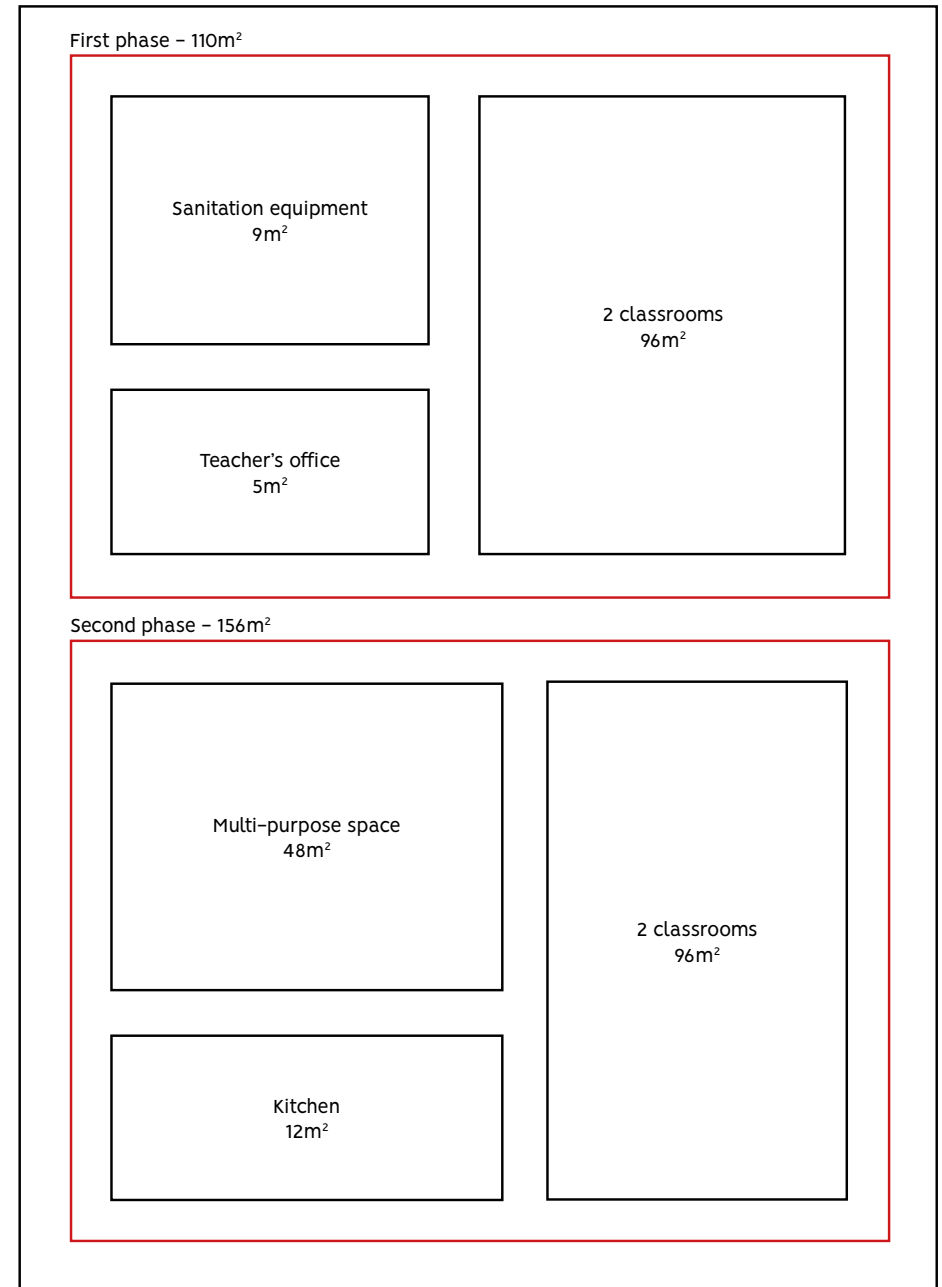 First phase – 110m²
Sanitation equipment
9m²
2 classrooms
96m²
Teacher’s office
5m²
Second phase – 156m²
Multi-purpose space
48m²
2 classrooms
96m²
Kitchen
12m²